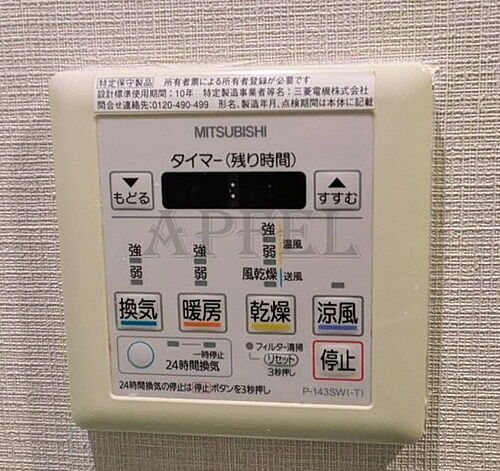 特定保守製品 所有者票による所有者登録が必要です
設計標準使用期間：10年 特定製造事業者等名：三菱電機株式会社
問合せ連絡先：0120-490-499 形名、製造年月、点検期間は本体に記載
MITSUBISHI
タイマー(残り時間)
▼ もどる
:
▲ すすむ
APFEL
強 強 強 温風
弱 弱 弱
風乾燥 送風
換気 暖房 乾燥 涼風
一時停止
24時間換気
フィルター清掃
リセット
3秒押し
停止
24時間換気の停止は停止ボタンを3秒押し
P-143SW(-T)